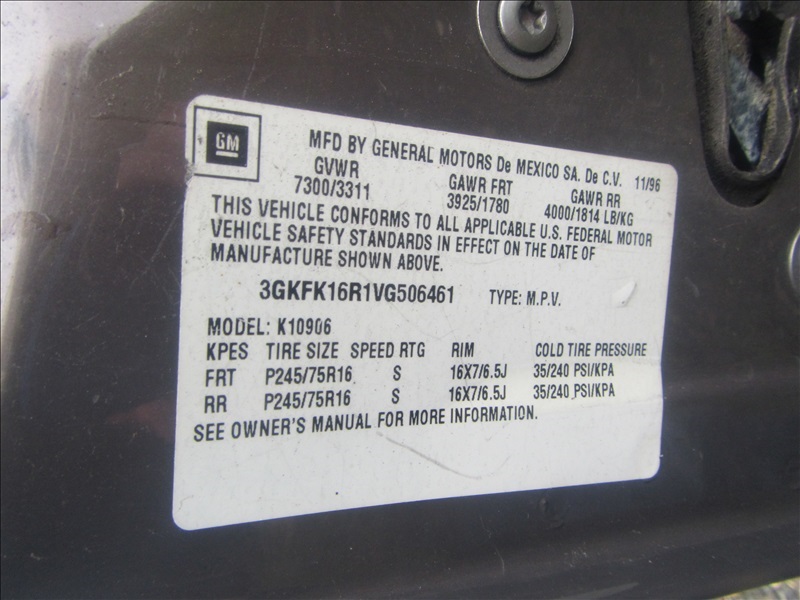 GM
MFD BY GENERAL MOTORS De MEXICO SA. De C.V. 11/96
GVWR GAWR FRT GAWR RR
7300/3311 3925/1780 4000/1814 LB/KG
THIS VEHICLE CONFORMS TO ALL APPLICABLE U.S. FEDERAL MOTOR
VEHICLE SAFETY STANDARDS IN EFFECT ON THE DATE OF
MANUFACTURE SHOWN ABOVE.
3GKFK16R1VG506461 TYPE: M.P.V.
MODEL: K10906
KPES TIRE SIZE SPEED RTG RIM COLD TIRE PRESSURE
FRT P245/75R16 S 16X7/6.5J 35/240 PSI/KPA
RR P245/75R16 S 16X7/6.5J 35/240 PSI/KPA
SEE OWNER'S MANUAL FOR MORE INFORMATION.